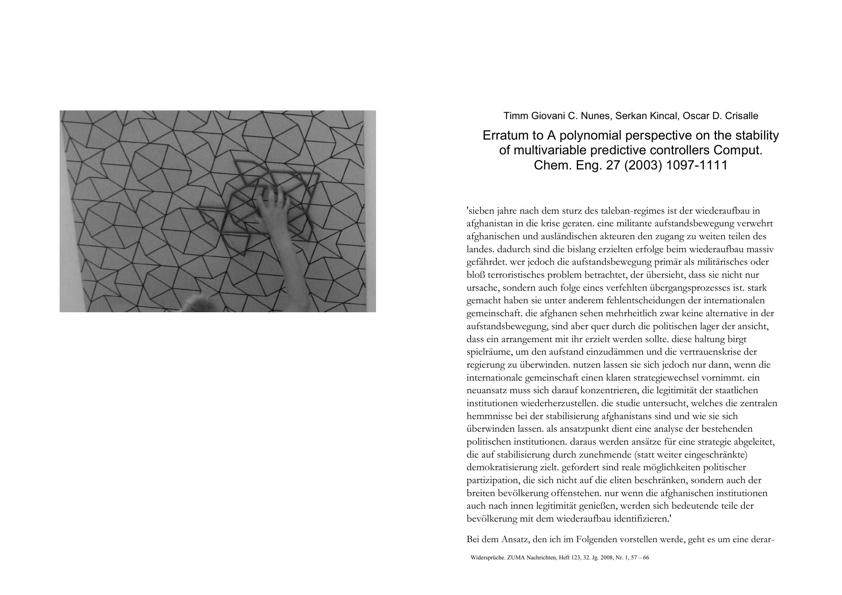 Timm Giovani C. Nunes, Serkan Kincal, Oscar D. Crisalle
Erratum to A polynomial perspective on the stability
of multivariable predictive controllers Comput.
Chem. Eng. 27 (2003) 1097-1111
'sieben jahre nach dem sturz des taleban-regimes ist der wiederaufbau in
afghanistan in die krise geraten. eine militante aufstandsbewegung verwehrt
afghanischen und ausländischen akteuren den zugang zu weiten teilen des
landes. dadurch sind die bislang erzielten erfolge beim wiederaufbau massiv
gefährdet. wer jedoch die aufstandsbewegung primär als militärisches oder
bloß terroristisches problem betrachtet, der übersicht, dass sie nicht nur
ursache, sondern auch folge eines verfehlten übergangsprozesses ist. stark
gemacht haben sie unter anderem fehlentscheidungen der internationalen
gemeinschaft. die afghanen sehen mehrheitlich zwar keine alternative in der
aufstandsbewegung, sind aber quer durch die politischen lager der ansicht,
dass ein arrangement mit ihr erzielt werden sollte. diese haltung birgt
spielräume, um den aufstand einzudämmen und die vertrauenskrise der
regierung zu überwinden. nutzen lassen sie sich jedoch nur dann, wenn die
internationale gemeinschaft einen klaren strategiewechsel vornimmt. ein
neuansatz muss sich darauf konzentrieren, die legitimität der staatlichen
institutionen wiederherzustellen. die studie untersucht, welches die zentralen
hemmnisse bei der stabilisierung afghanistans sind und wie sie sich
überwinden lassen. als ansatzpunkt dient eine analyse der bestehenden
politischen institutionen. daraus werden ansätze für eine strategie abgeleitet,
die auf stabilisierung durch zunehmende (statt weiter eingeschränkte)
demokratisierung zielt. gefordert sind reale möglichkeiten politischer
partizipation, die sich nicht auf die eliten beschränken, sondern auch der
breiten bevölkerung offenstehen. nur wenn die afghanischen institutionen
auch nach innen legitimität genießen, werden sich bedeutende teile der
bevölkerung mit dem wiederaufbau identifizieren.'
Bei dem Ansatz, den ich im Folgenden vorstellen werde, geht es um eine derar-
Widersprüche. ZUMA Nachrichten, Heft 123, 32. Jg. 2008, Nr. 1, 57 – 66